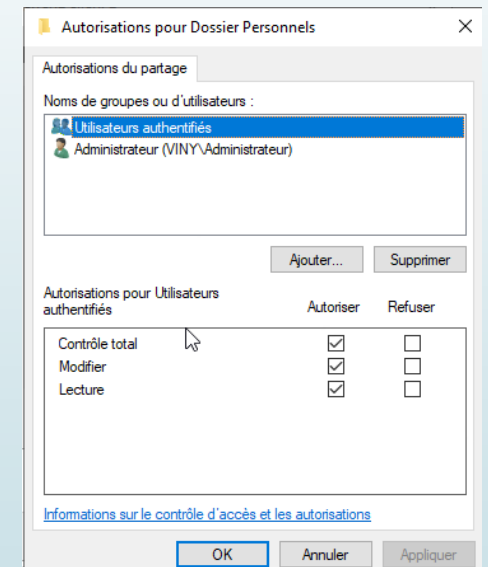 Autorisations pour Dossier Personnels
Autorisations du partage
Noms de groupes ou d'utilisateurs :
Utilisateurs authentifiés
Administrateur (VINY\Administrateur)
Ajouter...
Supprimer
Autorisations pour Utilisateurs
authentifiés
Autoriser
Refuser
Contrôle total
Modifier
Lecture
Informations sur le contrôle d'accès et les autorisations
OK
Annuler
Appliquer